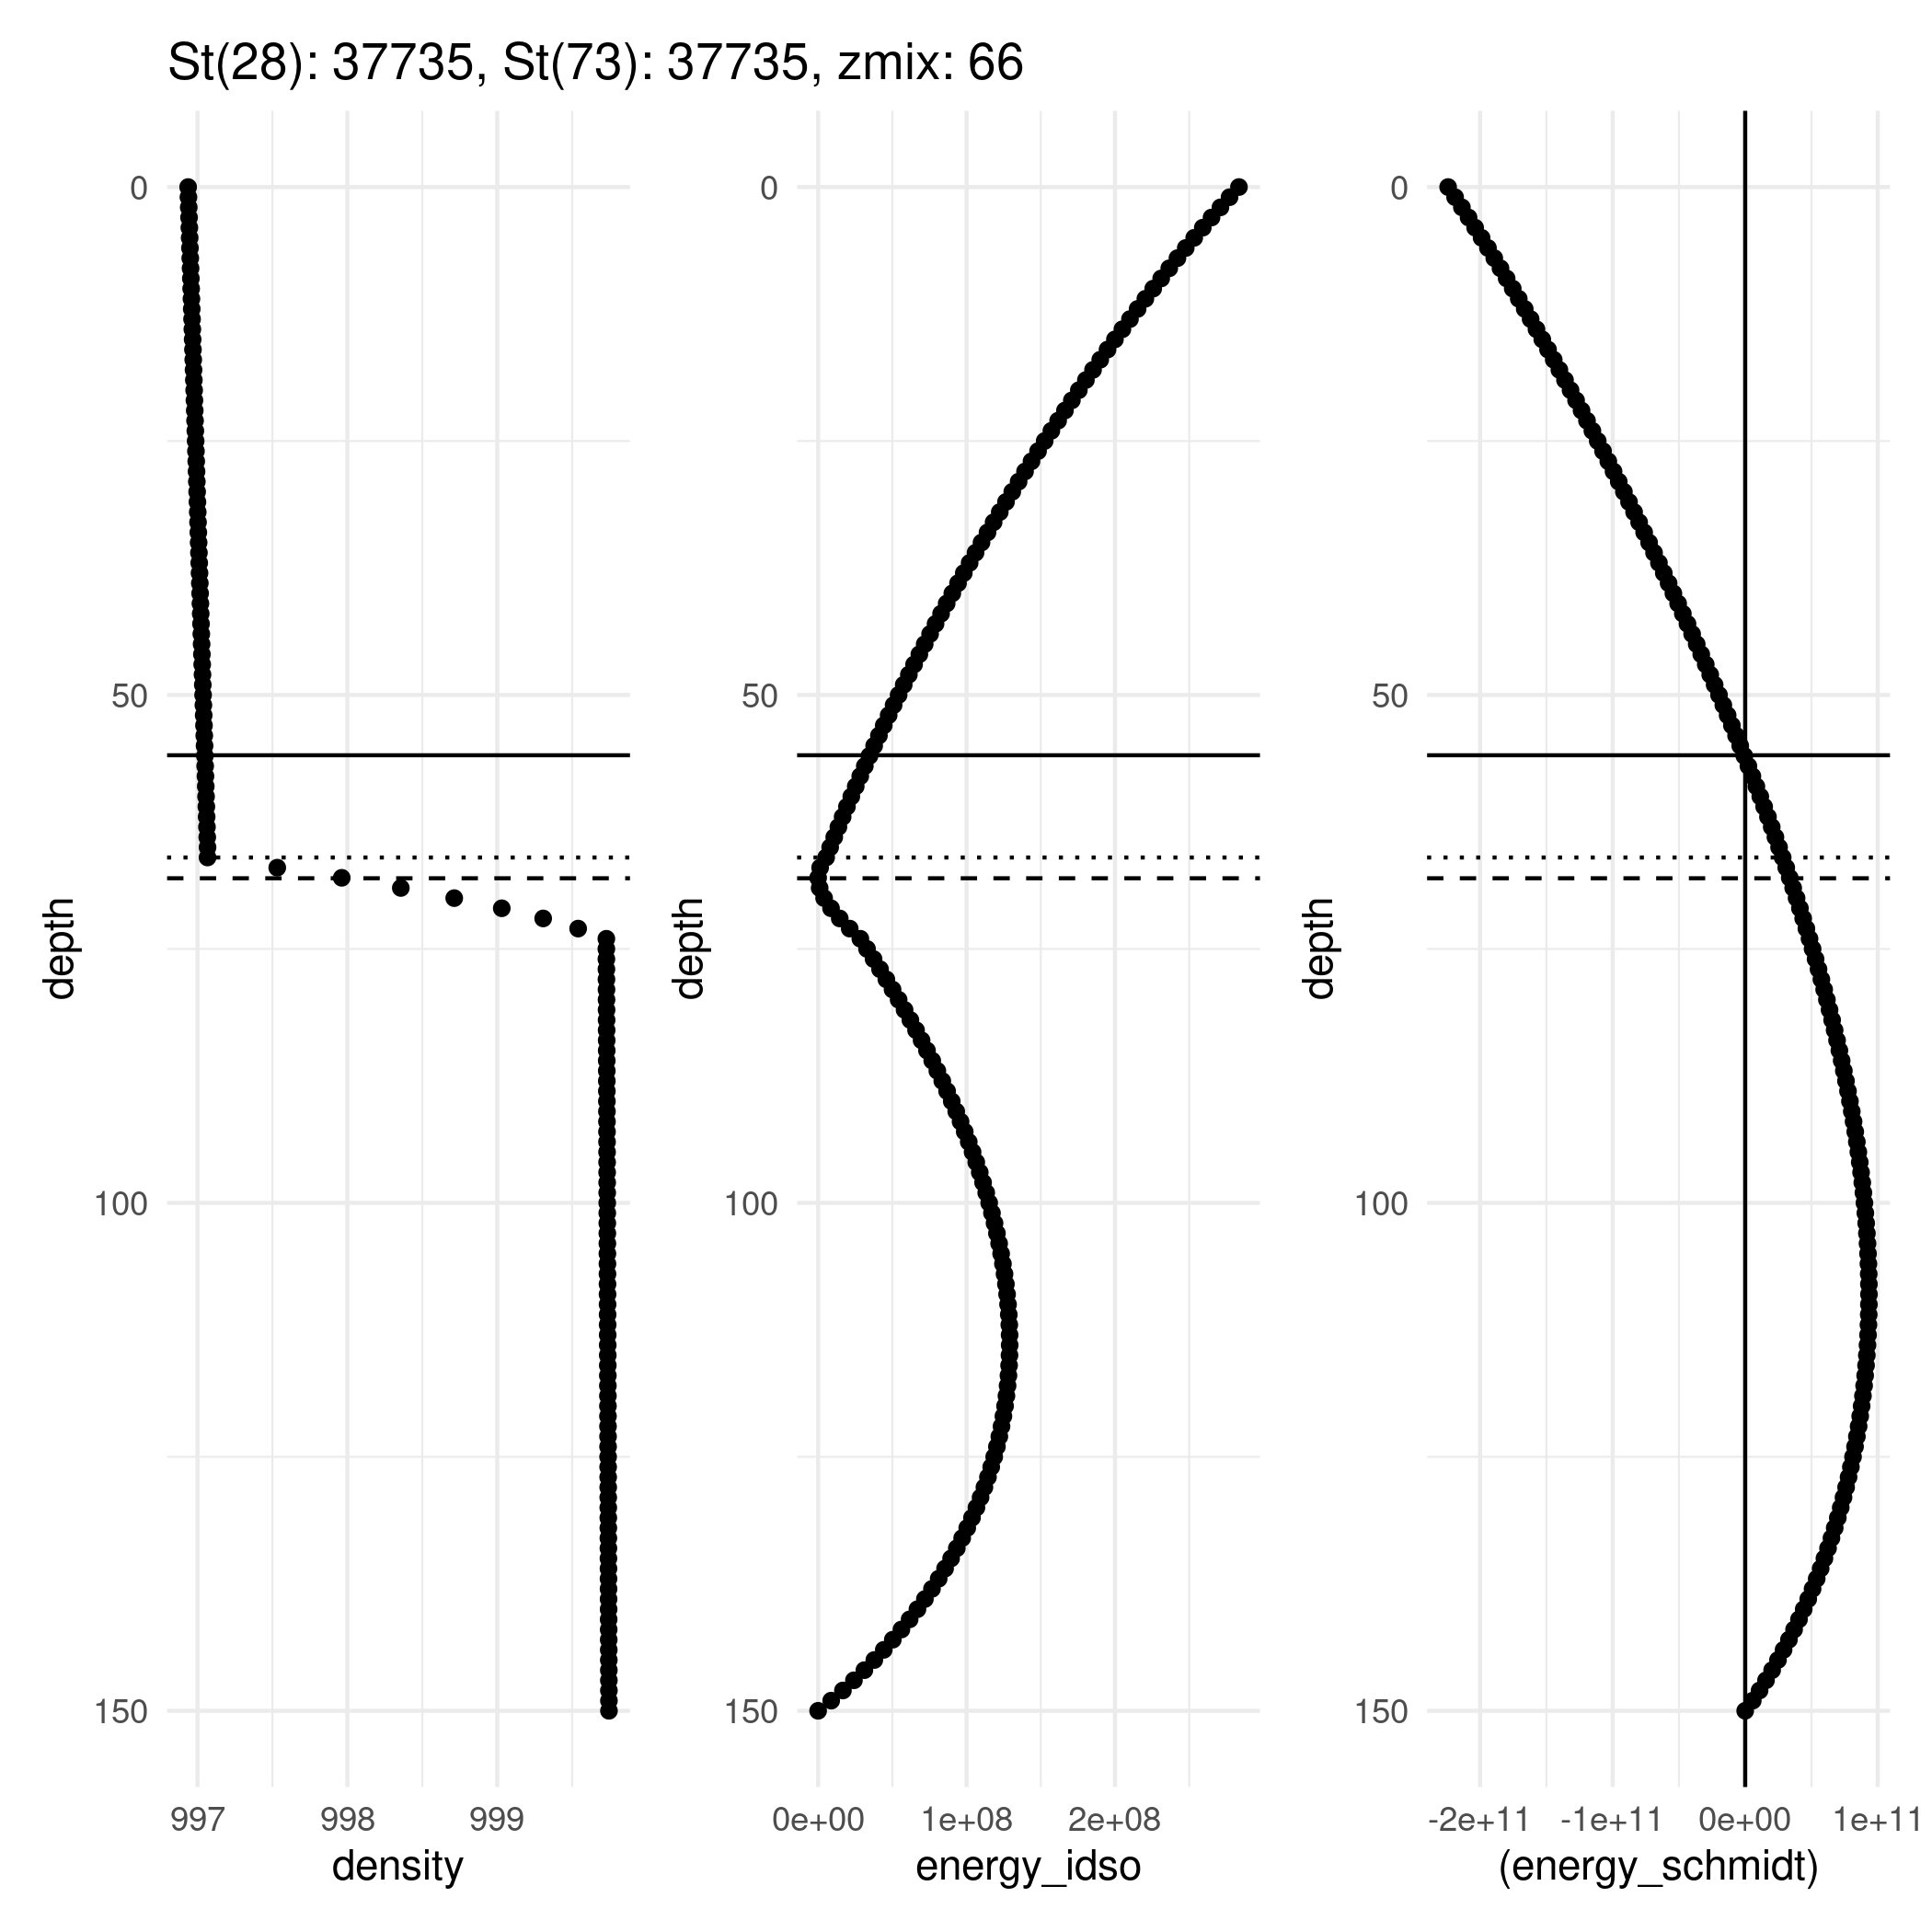 St(28): 37735, St(73): 37735, zmix: 66
depth
0
50
100
150
997 998 999
density
depth
0
50
100
150
0e+00 1e+08 2e+08
energy_idso
depth
0
50
100
150
-2e+11 -1e+11 0e+00 1e+11
(energy_schmidt)